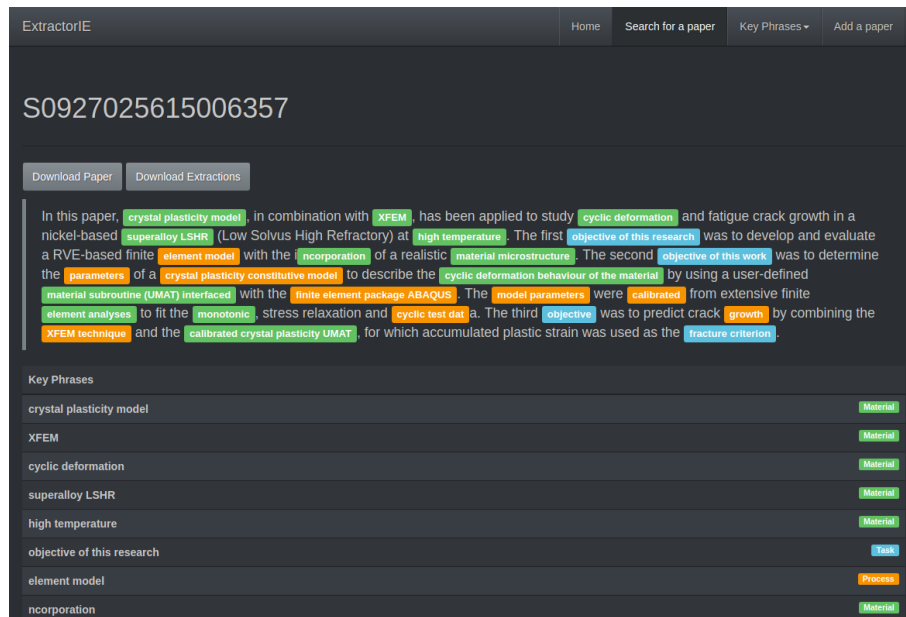 ExtractorIE Home Search for a paper Key Phrases Add a paper
S0927025615006357
Download Paper Download Extractions
In this paper, crystal plasticity model , in combination with XFEM , has been applied to study cyclic deformation and fatigue crack growth in a
nickel-based superalloy LSHR (Low Solvus High Refractory) at high temperature . The first objective of this research was to develop and evaluate
a RVE-based finite element model with the i ncorporation of a realistic material microstructure . The second objective of this work was to determine
the parameters of a crystal plasticity constitutive model to describe the cyclic deformation behaviour of the material by using a user-defined
material subroutine (UMAT) interfaced with the finite element package ABAQUS . The model parameters were calibrated from extensive finite
element analyses to fit the monotonic , stress relaxation and cyclic test dat a. The third objective was to predict crack growth by combining the
XFEM technique and the calibrated crystal plasticity UMAT , for which accumulated plastic strain was used as the fracture criterion .
Key Phrases
crystal plasticity model Material
XFEM Material
cyclic deformation Material
superalloy LSHR Material
high temperature Material
objective of this research Task
element model Process
ncorporation Material